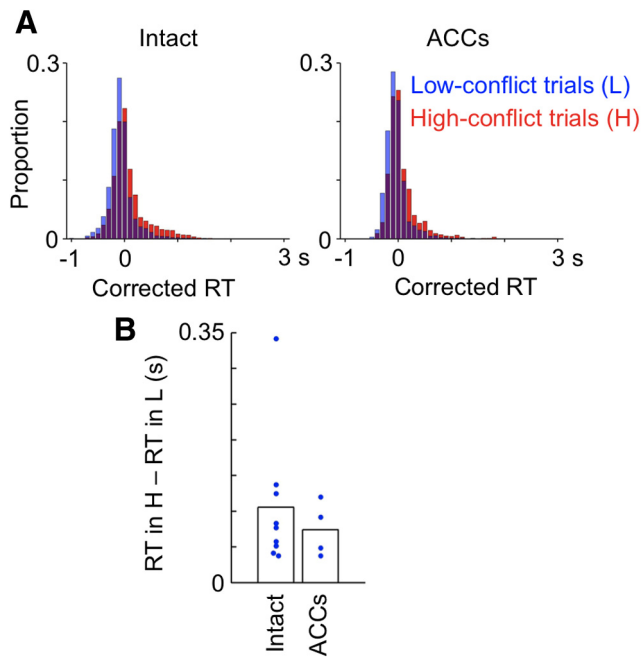 A
Intact
ACCs
0.3
0.3
Low-conflict trials (L)
High-conflict trials (H)
Proportion
0
0
-1 0 3 s
-1 0 3 s
Corrected RT
Corrected RT
B
0.35
RT in H – RT in L (s)
0
Intact
ACCs